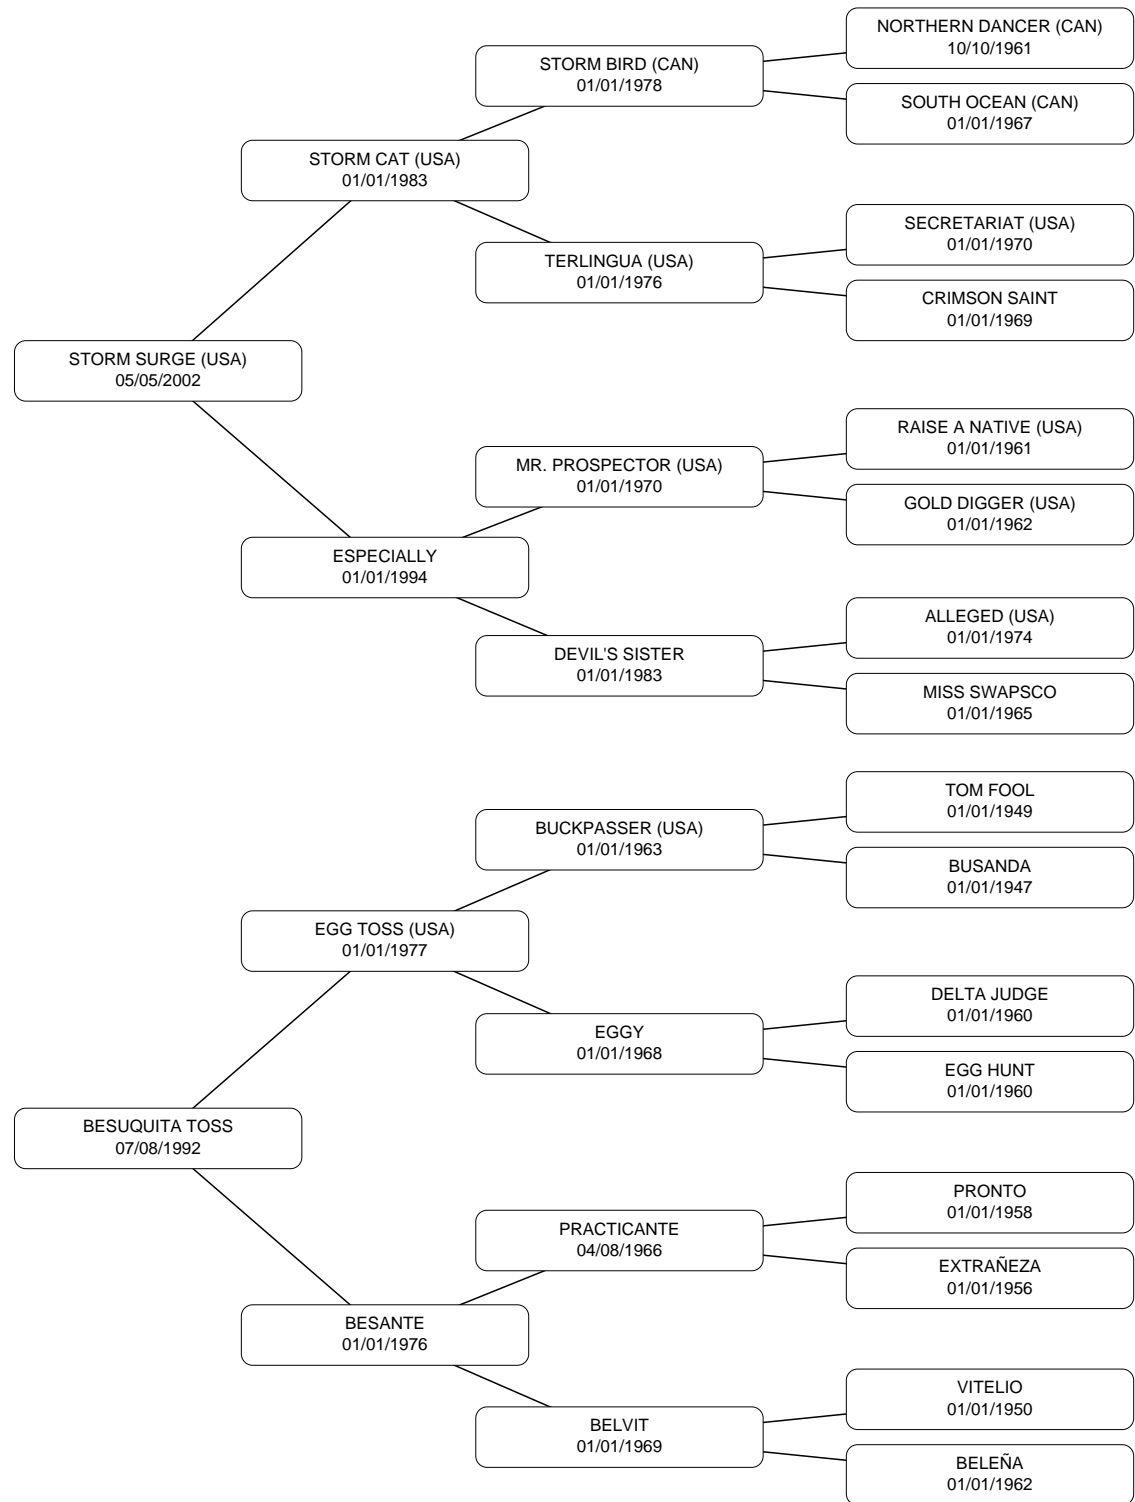 NORTHERN DANCER (CAN)
10/10/1961
STORM BIRD (CAN)
01/01/1978
SOUTH OCEAN (CAN)
01/01/1967
STORM CAT (USA)
01/01/1983
SECRETARIAT (USA)
01/01/1970
TERLINGUA (USA)
01/01/1976
CRIMSON SAINT
01/01/1969
STORM SURGE (USA)
05/05/2002
RAISE A NATIVE (USA)
01/01/1961
MR. PROSPECTOR (USA)
01/01/1970
GOLD DIGGER (USA)
01/01/1962
ESPECIALLY
01/01/1994
ALLEGED (USA)
01/01/1974
DEVIL'S SISTER
01/01/1983
MISS SWAPSCO
01/01/1965
TOM FOOL
01/01/1949
BUCKPASSER (USA)
01/01/1963
BUSANDA
01/01/1947
EGG TOSS (USA)
01/01/1977
DELTA JUDGE
01/01/1960
EGGY
01/01/1968
EGG HUNT
01/01/1960
BESUQUITA TOSS
07/08/1992
PRONTO
01/01/1958
PRACTICANTE
04/08/1966
EXTRAÑEZA
01/01/1956
BESANTE
01/01/1976
VITELIO
01/01/1950
BELVIT
01/01/1969
BELEÑA
01/01/1962